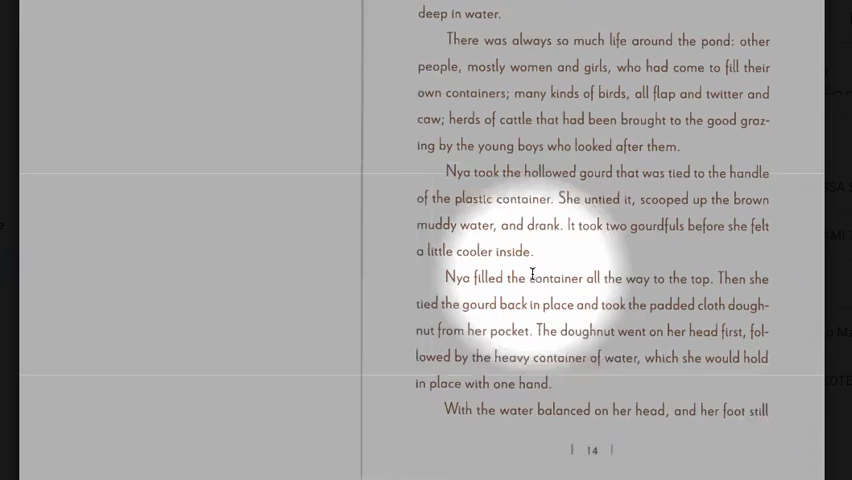 deep in water.
There was always so much life around the pond: other
people, mostly women and girls, who had come to fill their
own containers; many kinds of birds, all flap and twitter and
caw; herds of cattle that had been brought to the good graz-
ing by the young boys who looked after them.
Nya took the hollowed gourd that was tied to the handle
of the plastic container. She untied it, scooped up the brown
muddy water, and drank. It took two gourdfuls before she felt
a little cooler inside.
Nya filled the container all the way to the top. Then she
tied the gourd back in place and took the padded cloth dough-
nut from her pocket. The doughnut went on her head first, fol-
lowed by the heavy container of water, which she would hold
in place with one hand.
With the water balanced on her head, and her foot still
14